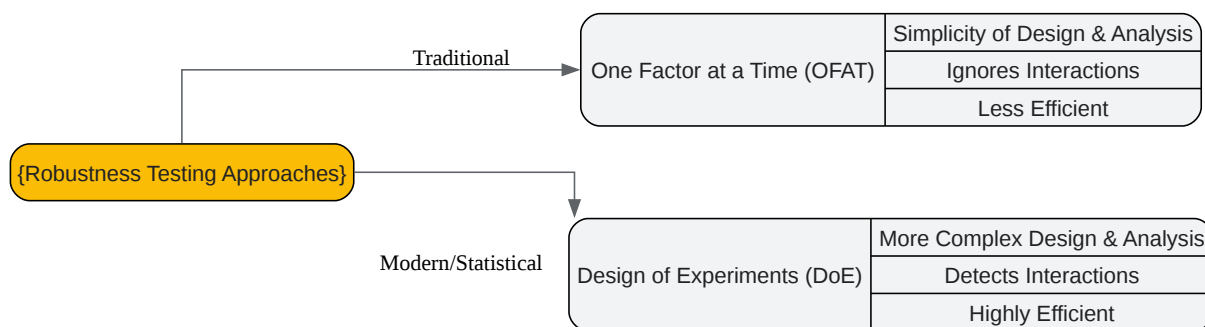 Traditional
One Factor at a Time (OFAT)
Simplicity of Design & Analysis
Ignores Interactions
Less Efficient
{Robustness Testing Approaches}
Modern/Statistical
Design of Experiments (DoE)
More Complex Design & Analysis
Detects Interactions
Highly Efficient